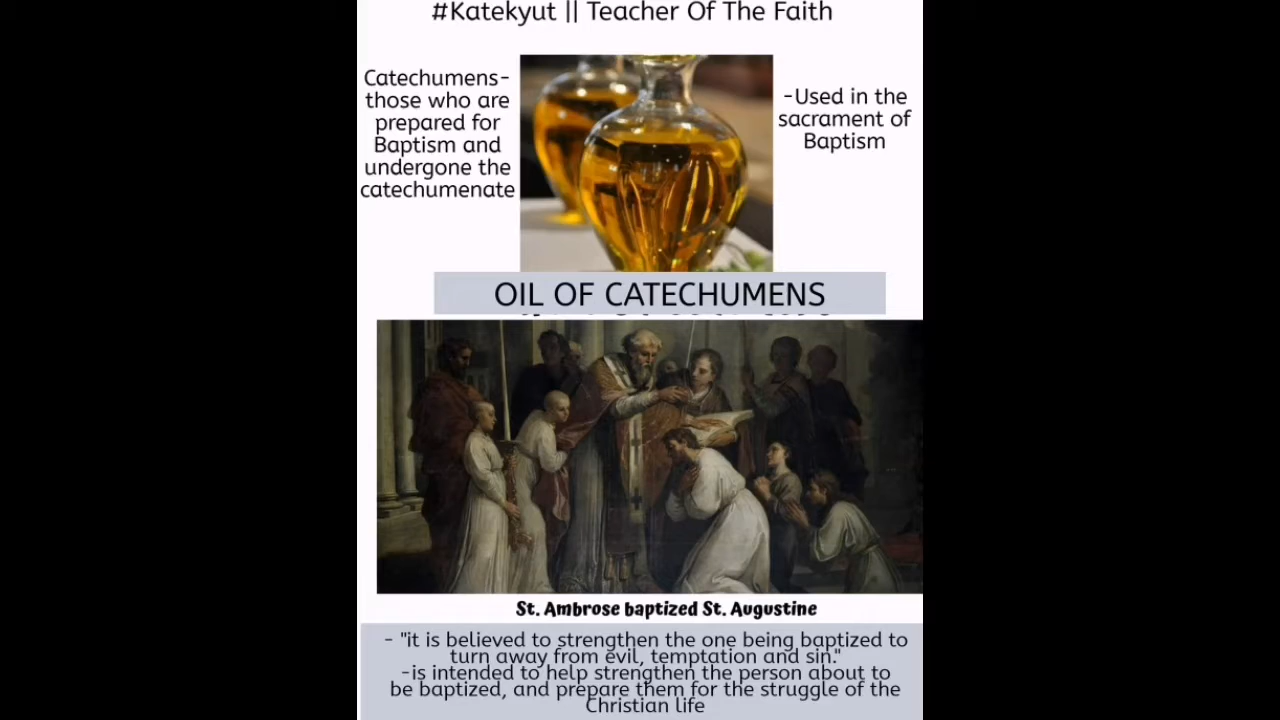 #Katekyut || Teacher Of The Faith
Catechumens-
those who are
prepared for
Baptism and
undergone the
catechumenate
-Used in the
sacrament of
Baptism
OIL OF CATECHUMENS
St. Ambrose baptized St. Augustine
- "it is believed to strengthen the one being baptized to
turn away from evil, temptation and sin."
-is intended to help strengthen the person about to
be baptized, and prepare them for the struggle of the
Christian life